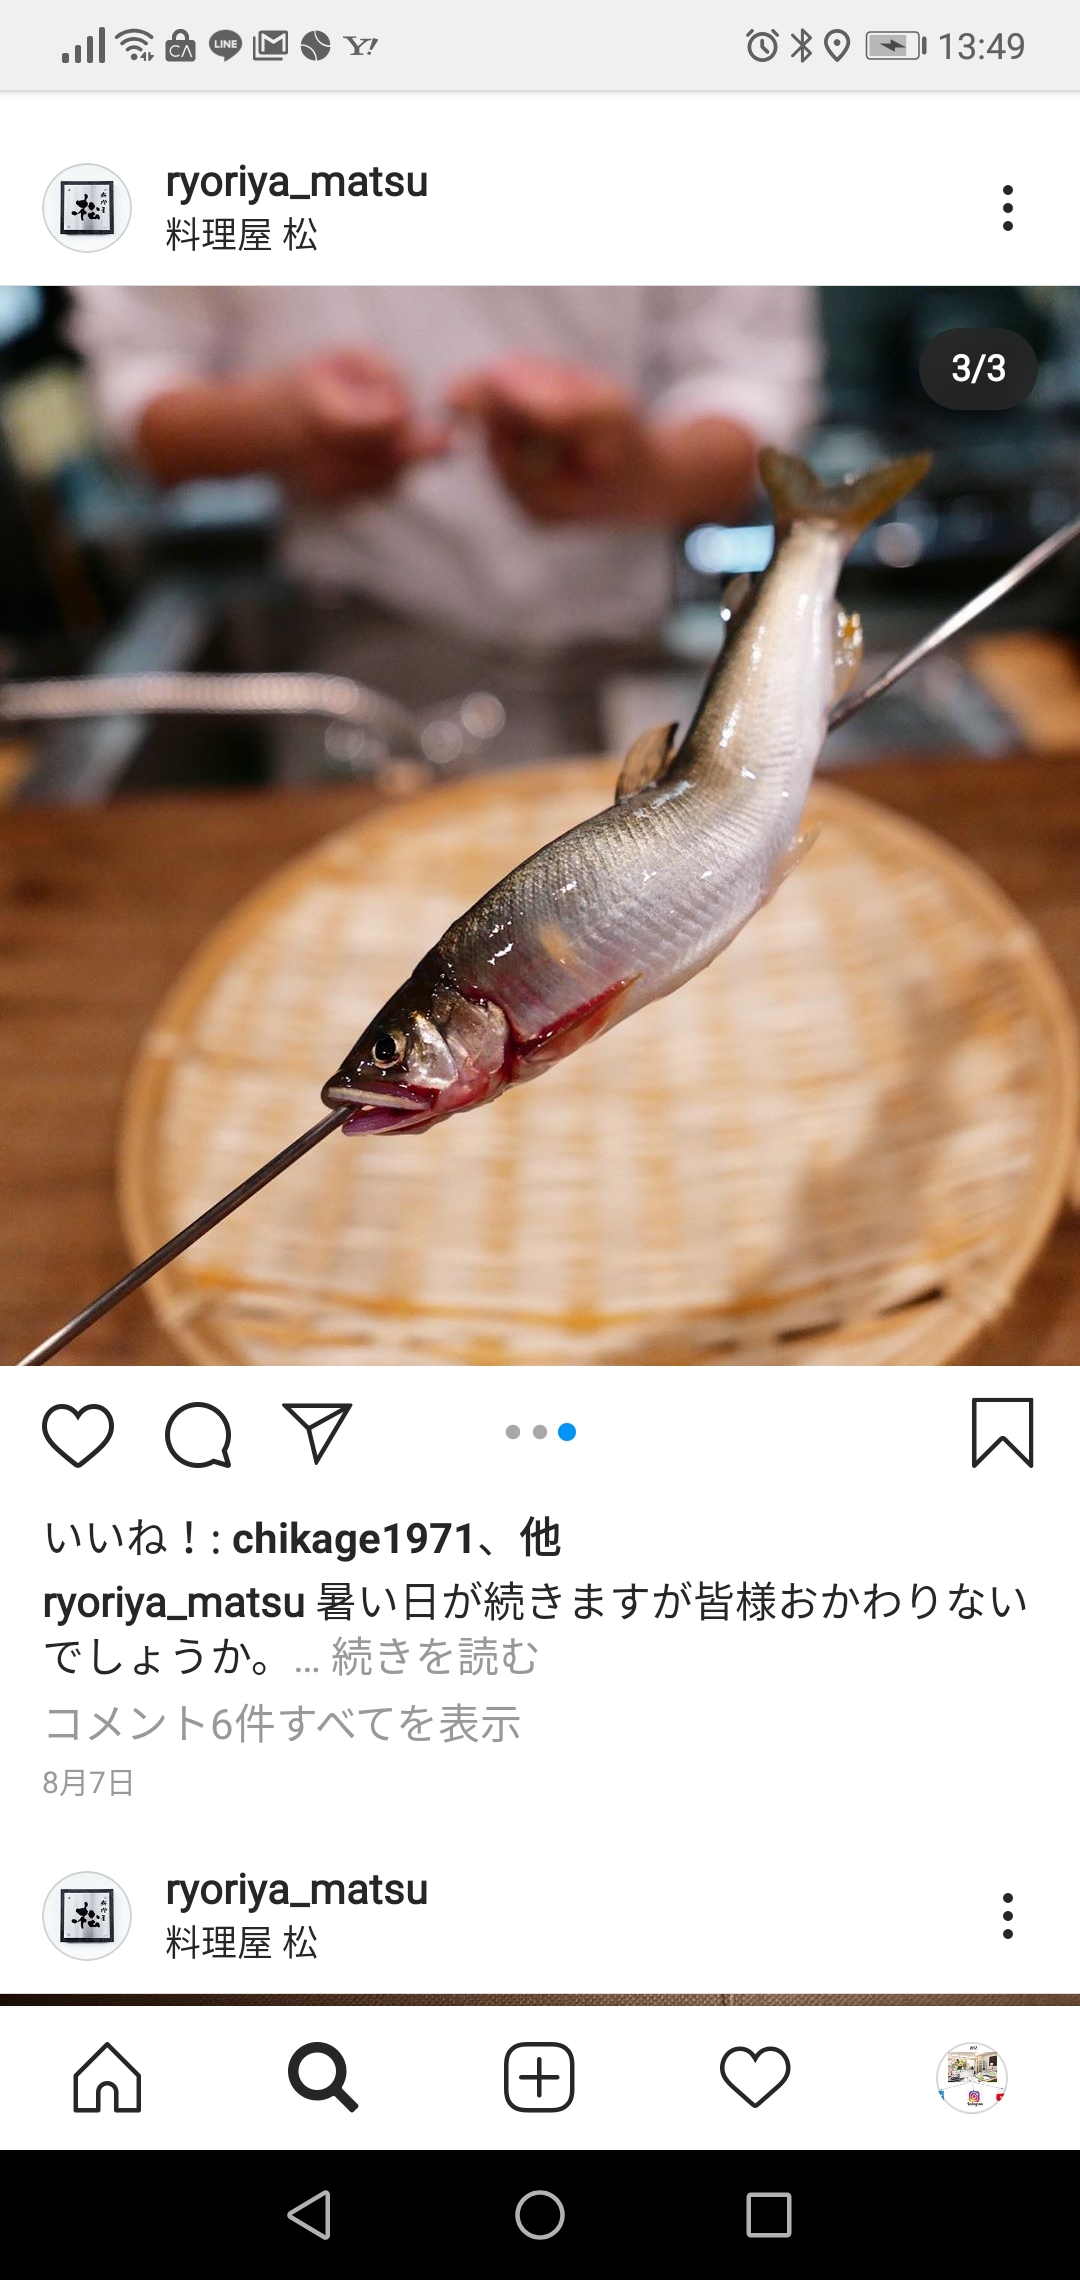 13:49
ryoriya_matsu
料理屋 松
3/3
いいね！: chikage1971、他
ryoriya_matsu 暑い日が続きますが皆様おかわりない
でしょうか。... 続きを読む
コメント6件すべてを表示
8月7日
ryoriya_matsu
料理屋 松